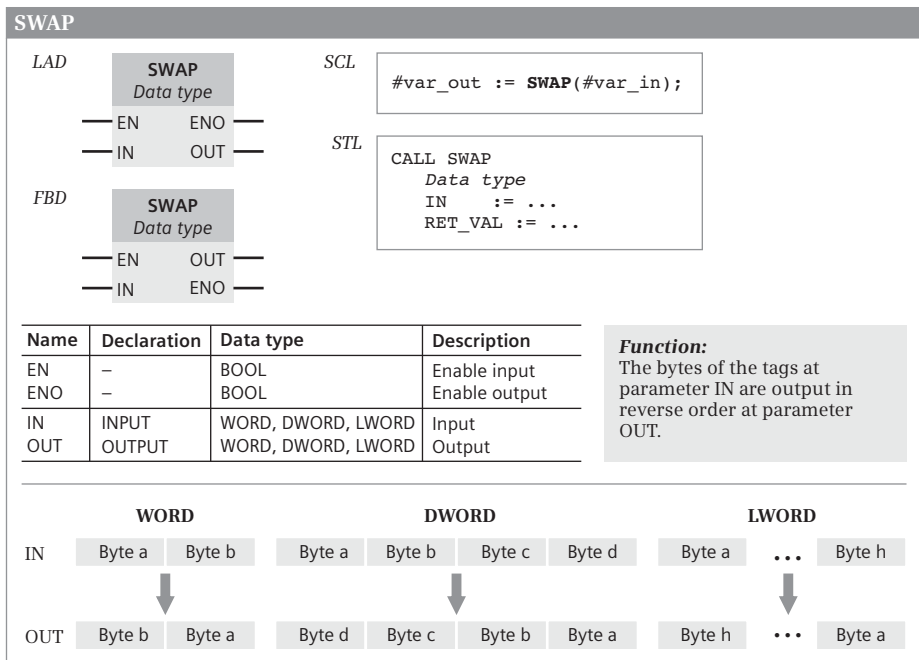 SWAP
LAD
SWAP
Data type
EN ENO
IN OUT
SCL
#var_out := SWAP(#var_in);
STL
CALL SWAP
Data type
IN := ...
RET_VAL := ...
FBD
SWAP
Data type
EN OUT
IN ENO
Name Declaration Data type Description
EN – BOOL Enable input
ENO – BOOL Enable output
IN INPUT WORD, DWORD, LWORD Input
OUT OUTPUT WORD, DWORD, LWORD Output
Function:
The bytes of the tags at
parameter IN are output in
reverse order at parameter
OUT.
WORD DWORD LWORD
IN Byte a Byte b Byte a Byte b Byte c Byte d Byte a ... Byte h
OUT Byte b Byte a Byte d Byte c Byte b Byte a Byte h ... Byte a